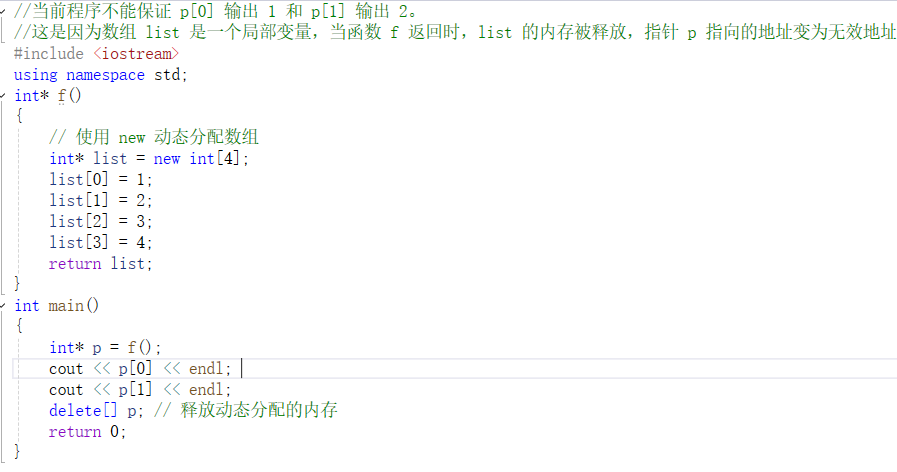 //当前程序不能保证 p[0] 输出 1 和 p[1] 输出 2。
//这是因为数组 list 是一个局部变量，当函数 f 返回时，list 的内存被释放，指针 p 指向的地址变为无效地址
#include <iostream>
using namespace std;
int* f()
{
    // 使用 new 动态分配数组
    int* list = new int[4];
    list[0] = 1;
    list[1] = 2;
    list[2] = 3;
    list[3] = 4;
    return list;
}
int main()
{
    int* p = f();
    cout << p[0] << endl;
    cout << p[1] << endl;
    delete[] p; // 释放动态分配的内存
    return 0;
}